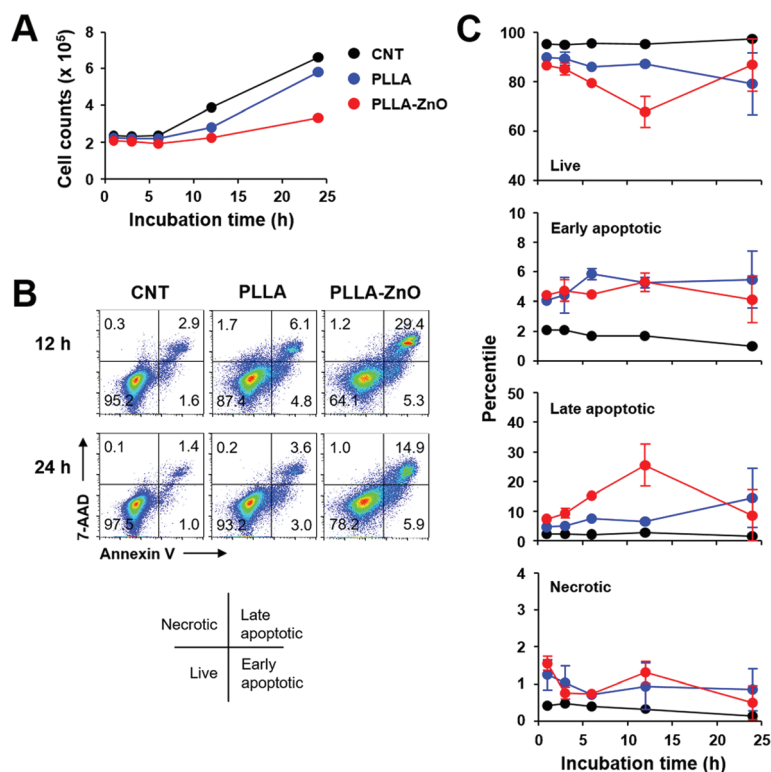 A
Cell counts (x 10⁵)
8
6
4
2
0
0 5 10 15 20 25
Incubation time (h)
CNT
PLLA
PLLA-ZnO
B
CNT PLLA PLLA-ZnO
12 h
0.3 2.9
95.2 1.6
1.7 6.1
87.4 4.8
1.2 29.4
64.1 5.3
24 h
0.1 1.4
97.5 1.0
0.2 3.6
93.2 3.0
1.0 14.9
78.2 5.9
7-AAD
Annexin V
Necrotic
Late
apoptotic
Live
Early
apoptotic
C
Percentile
100
80
60
40
Live
10
8
6
4
2
0
Early apoptotic
50
40
30
20
10
0
Late apoptotic
4
3
2
1
0
Necrotic
0 5 10 15 20 25
Incubation time (h)